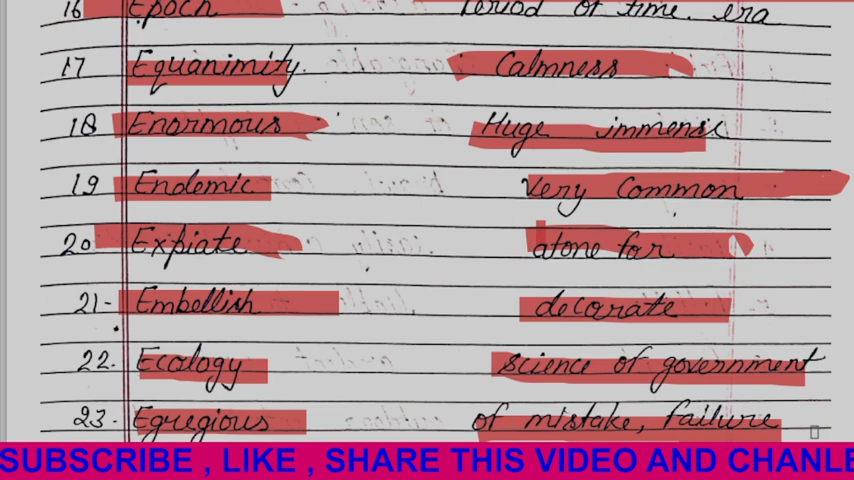 16 Epoch Period of time. era
17 Equanimity. Calmness
18 Enormous Huge immense
19 Endemic very common
20 Expiate atone for
21- Embellish decorate
22. Ecology science of government
23. Egregious of mistake, failure
SUBSCRIBE , LIKE , SHARE THIS VIDEO AND CHANLE